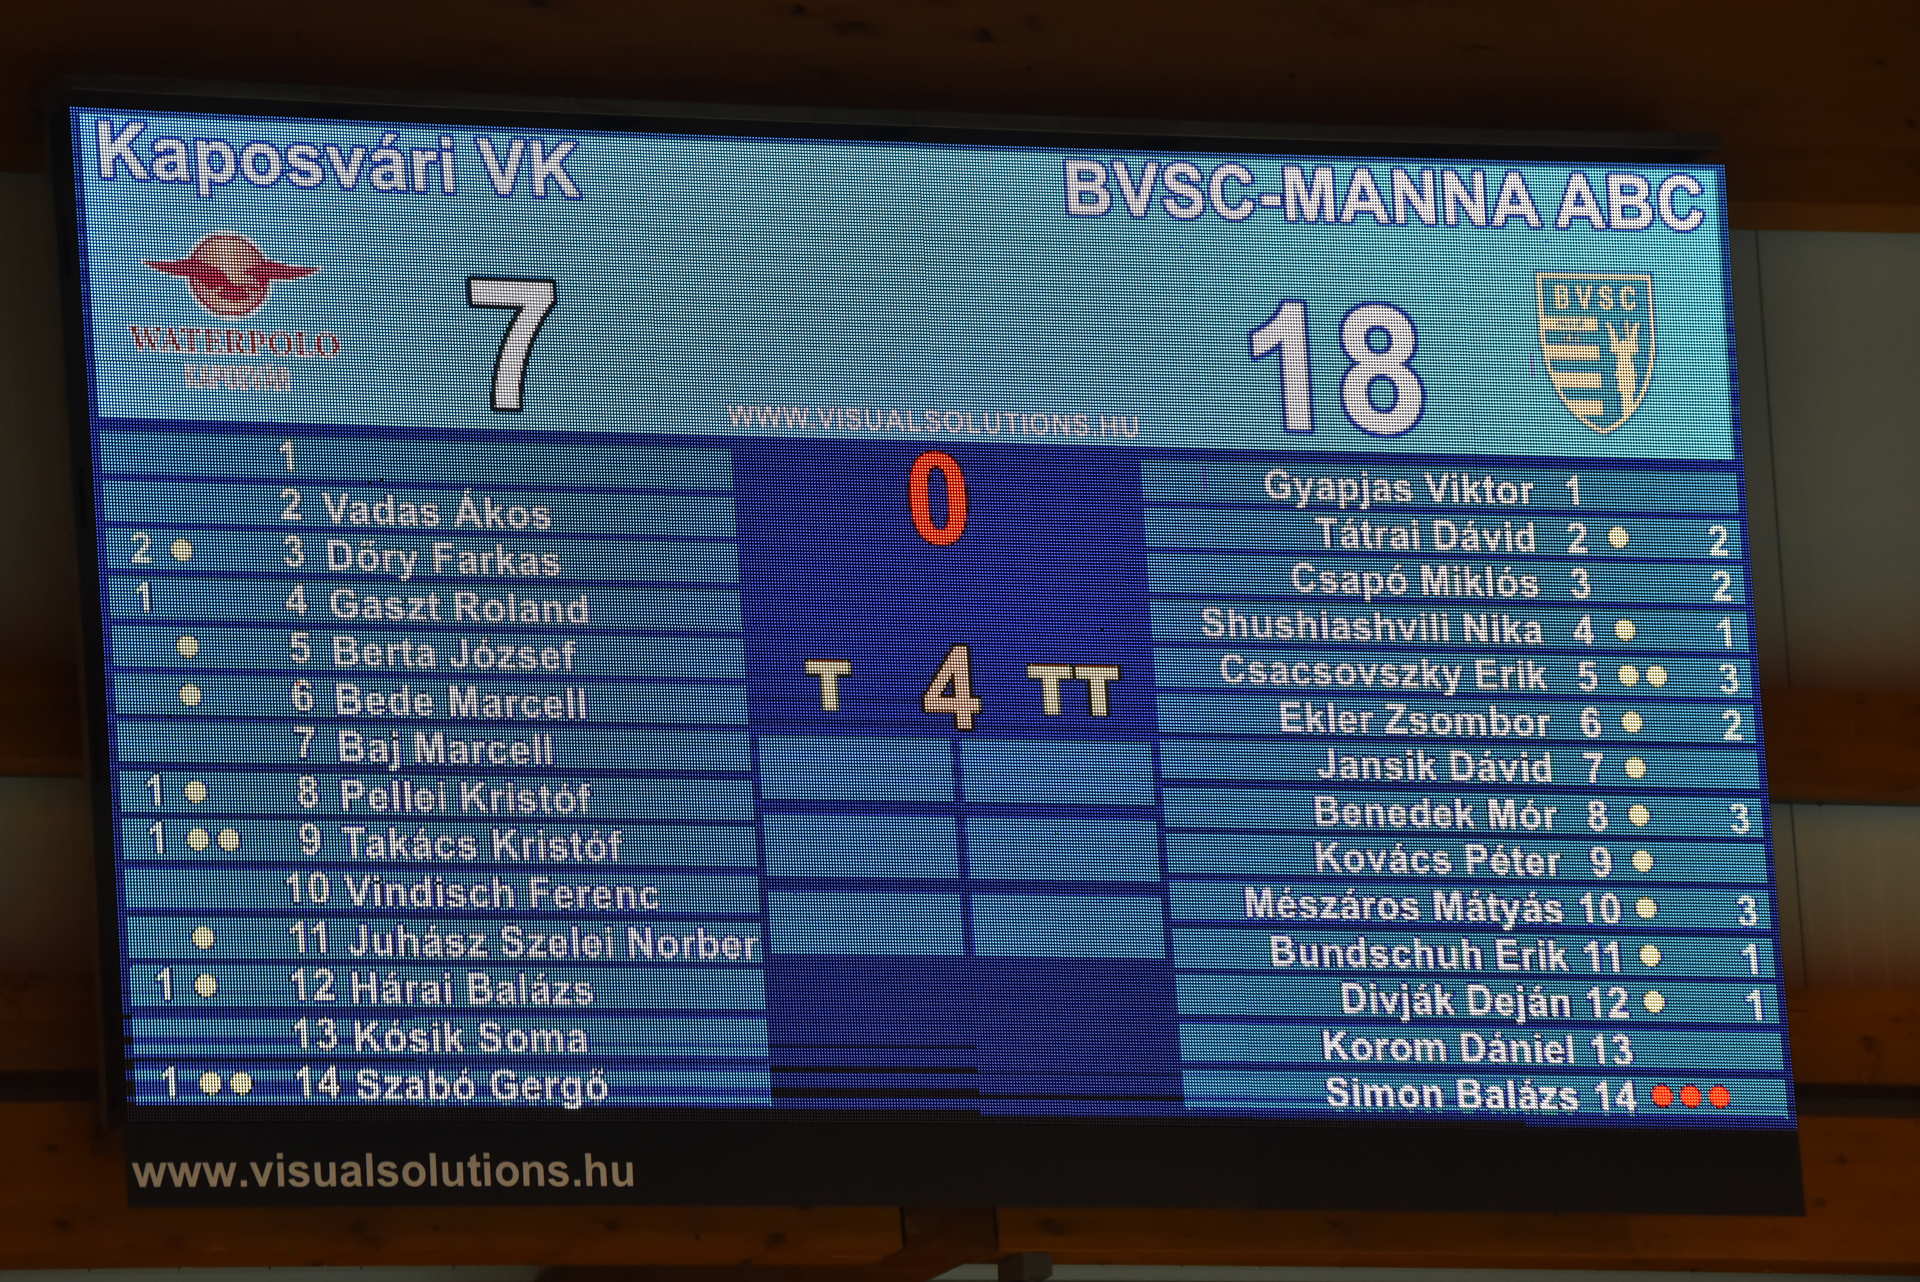 Kaposvári VK
BVSC-MANNA ABC
WATERPOLO
KAPOSVÁR
7
18
BVSC
WWW.VISUALSOLUTIONS.HU
0
T 4 TT
1
2 Vadas Ákos
2 3 Dőry Farkas
1 4 Gaszt Roland
5 Berta József
6 Bede Marcell
7 Baj Marcell
1 8 Pellei Kristóf
1 9 Takács Kristóf
10 Vindisch Ferenc
11 Juhász Szelei Norber
1 12 Hárai Balázs
13 Kósik Soma
1 14 Szabó Gergő
Gyapjas Viktor 1
Tátrai Dávid 2 2
Csapó Miklós 3 2
Shushiashvili Nika 4 1
Csacsovszky Erik 5 3
Ekler Zsombor 6 2
Jansik Dávid 7
Benedek Mór 8 3
Kovács Péter 9
Mészáros Mátyás 10 3
Bundschuh Erik 11 1
Divják Deján 12 1
Korom Dániel 13
Simon Balázs 14
www.visualsolutions.hu